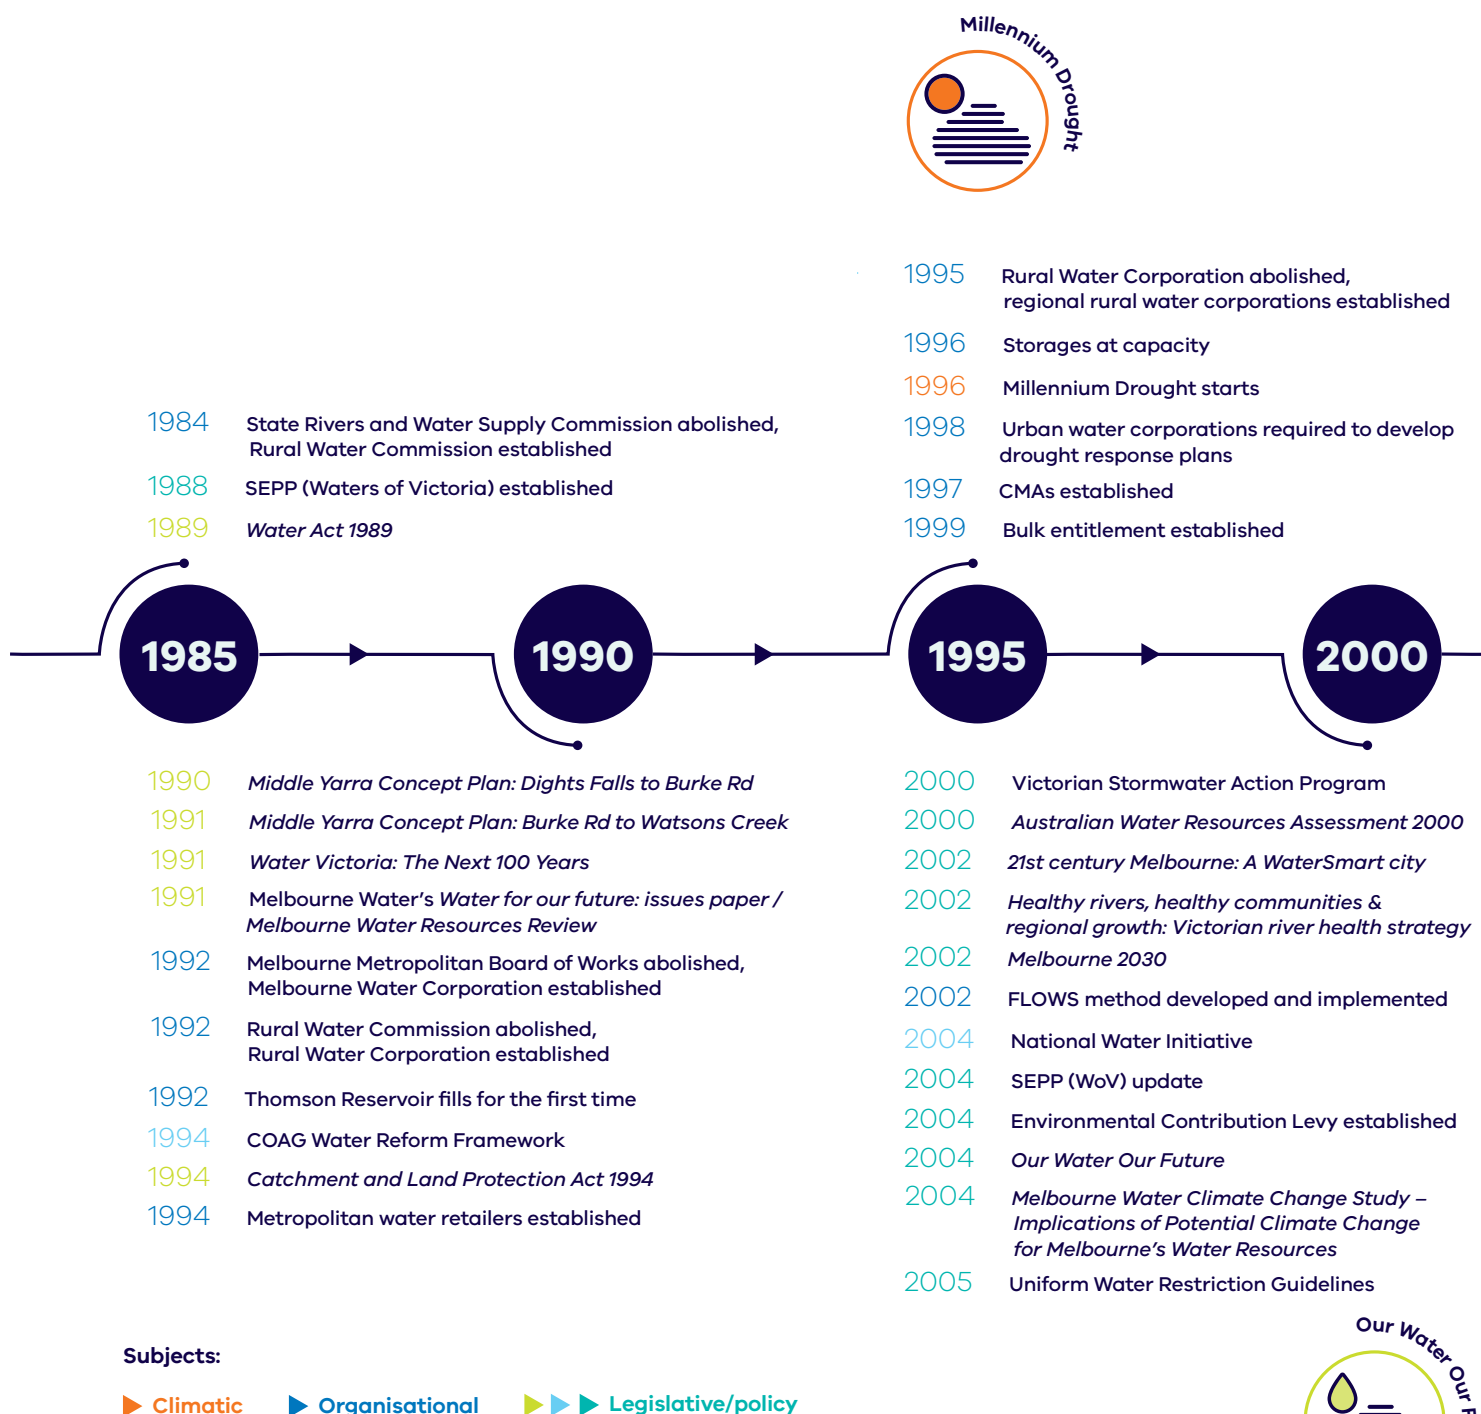 Millennium Drought
1995 Rural Water Corporation abolished,
regional rural water corporations established
1996 Storages at capacity
1996 Millennium Drought starts
1998 Urban water corporations required to develop
drought response plans
1997 CMAs established
1999 Bulk entitlement established
1984 State Rivers and Water Supply Commission abolished,
Rural Water Commission established
1988 SEPP (Waters of Victoria) established
1989 Water Act 1989
1985
1990
1995
2000
1990 Middle Yarra Concept Plan: Dights Falls to Burke Rd
1991 Middle Yarra Concept Plan: Burke Rd to Watsons Creek
1991 Water Victoria: The Next 100 Years
1991 Melbourne Water’s Water for our future: issues paper /
Melbourne Water Resources Review
1992 Melbourne Metropolitan Board of Works abolished,
Melbourne Water Corporation established
1992 Rural Water Commission abolished,
Rural Water Corporation established
1992 Thomson Reservoir fills for the first time
1994 COAG Water Reform Framework
1994 Catchment and Land Protection Act 1994
1994 Metropolitan water retailers established
2000 Victorian Stormwater Action Program
2000 Australian Water Resources Assessment 2000
2002 21st century Melbourne: A WaterSmart city
2002 Healthy rivers, healthy communities &
regional growth: Victorian river health strategy
2002 Melbourne 2030
2002 FLOWS method developed and implemented
2004 National Water Initiative
2004 SEPP (WoV) update
2004 Environmental Contribution Levy established
2004 Our Water Our Future
2004 Melbourne Water Climate Change Study –
Implications of Potential Climate Change
for Melbourne’s Water Resources
2005 Uniform Water Restriction Guidelines
Our Water Our
Subjects:
Climatic
Organisational
Legislative/policy